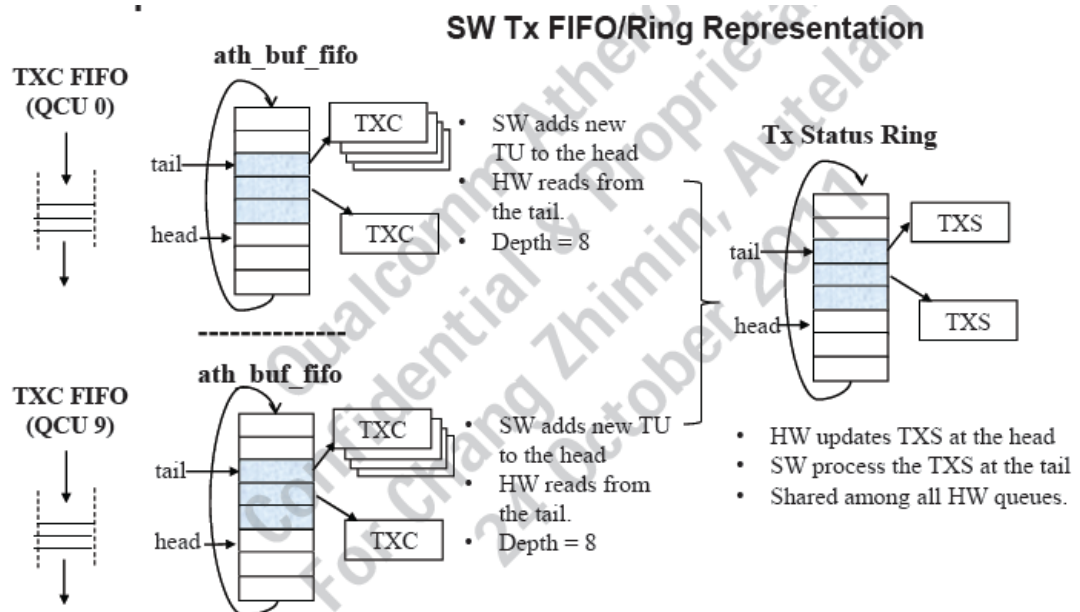 SW Tx FIFO/Ring Representation
TXC FIFO
(QCU 0)
ath_buf_fifo
tail
head
TXC
TXC
• SW adds new
TU to the head
• HW reads from
the tail.
• Depth = 8
Tx Status Ring
tail
head
TXS
TXS
TXC FIFO
(QCU 9)
ath_buf_fifo
tail
head
TXC
TXC
• SW adds new TU
to the head
• HW reads from
the tail.
• Depth = 8
• HW updates TXS at the head
• SW process the TXS at the tail
• Shared among all HW queues.
Qualcomm Athero
Confidential & Proprieta
For Chang Zhimin, Autelan
24 October 2011